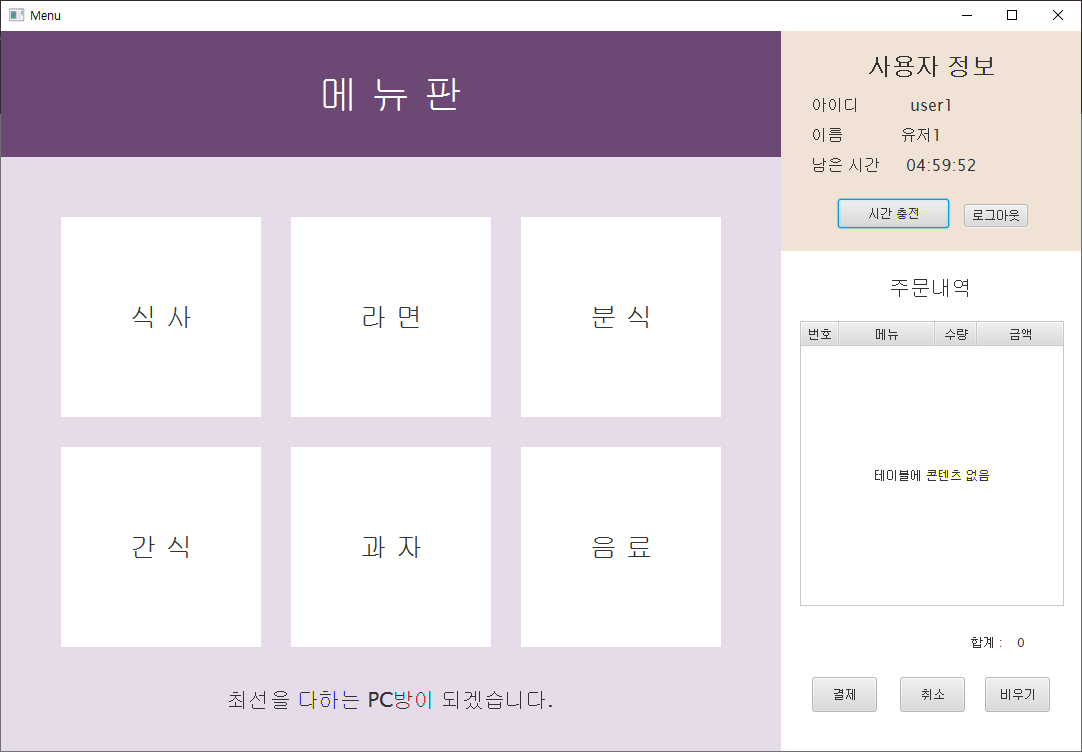 Menu
메 뉴 판
식 사
라 면
분 식
간 식
과 자
음 료
최선을 다하는 PC방이 되겠습니다.
사용자 정보
아이디 user1
이름 유저1
남은 시간 04:59:52
시간 충전 로그아웃
주문내역
번호 메뉴 수량 금액
테이블에 콘텐츠 없음
합계 : 0
결제 취소 비우기